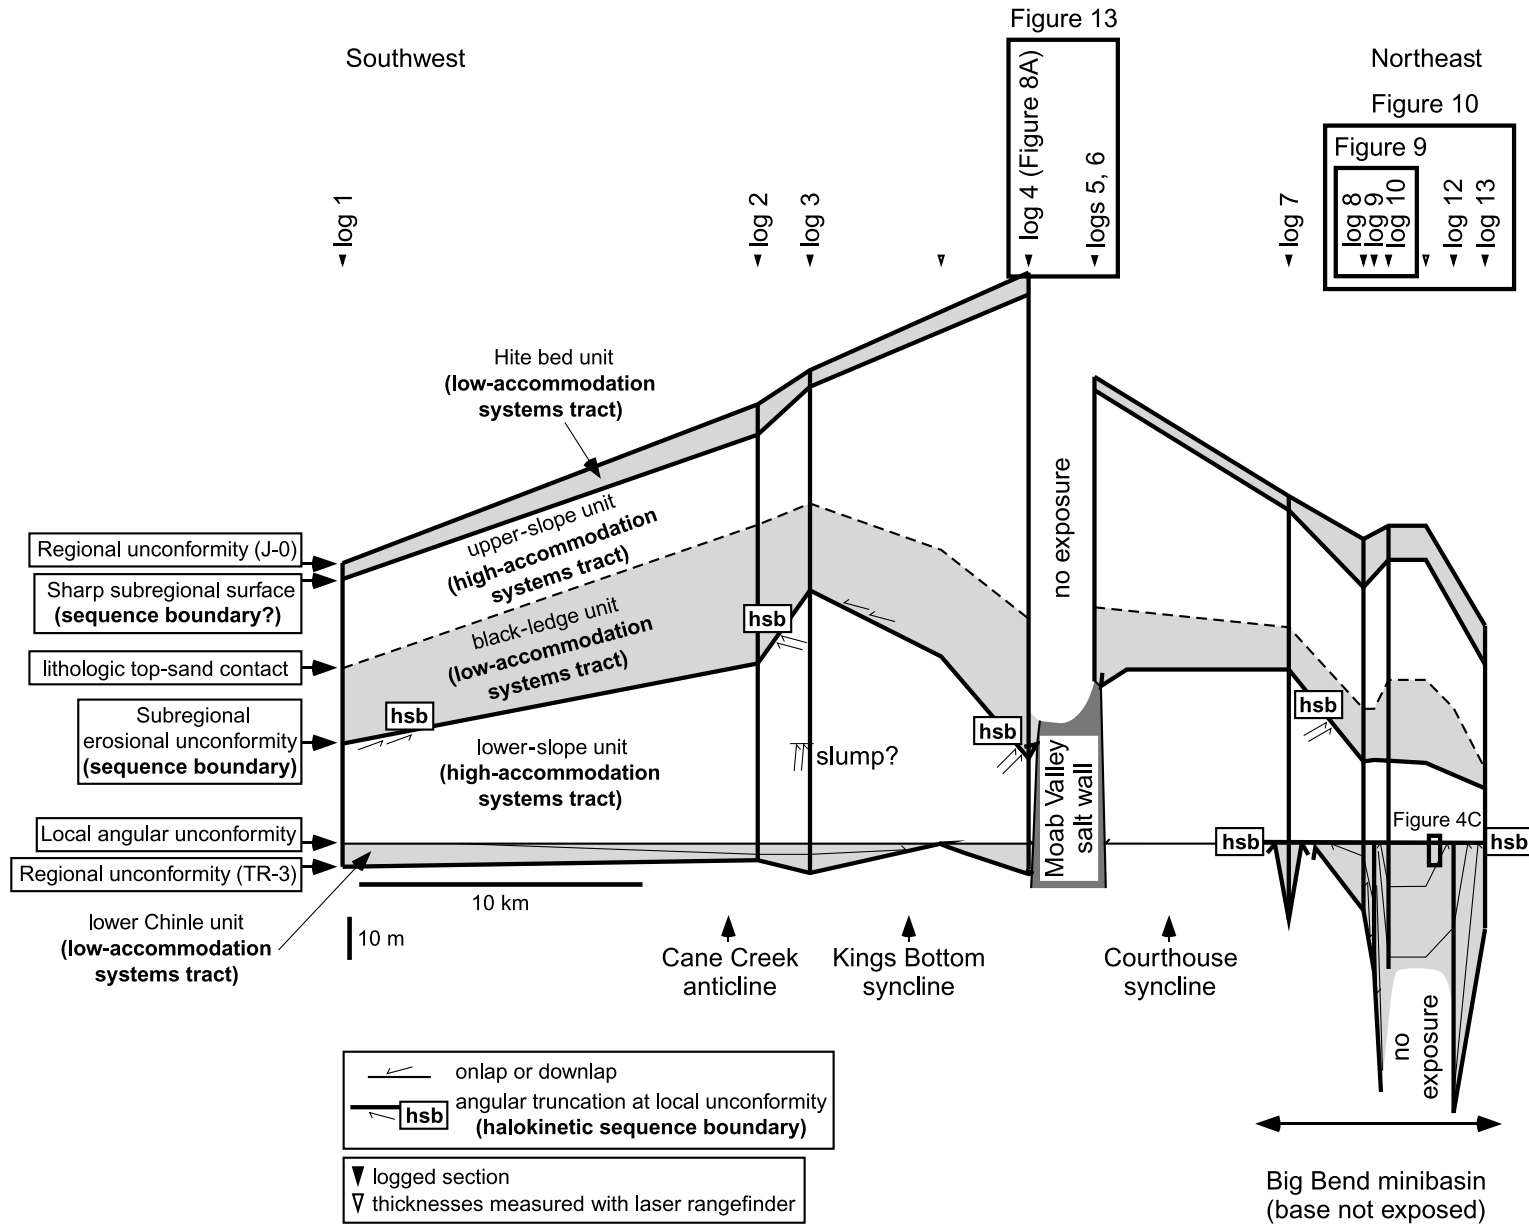 Figure 13
Southwest
Northeast
Figure 10
Figure 9
log 1
log 2
log 3
log 4 (Figure 8A)
logs 5, 6
log 7
log 8
log 9
log 10
log 12
log 13
Hite bed unit
(low-accommodation
systems tract)
upper-slope unit
(high-accommodation
systems tract)
no exposure
Regional unconformity (J-0)
Sharp subregional surface
(sequence boundary?)
black-ledge unit
(low-accommodation
systems tract)
hsb
lithologic top-sand contact
hsb
hsb
hsb
Subregional
erosional unconformity
(sequence boundary)
lower-slope unit
(high-accommodation
systems tract)
slump?
Moab Valley
salt wall
Figure 4C
Local angular unconformity
hsb
hsb
Regional unconformity (TR-3)
10 km
lower Chinle unit
(low-accommodation
systems tract)
10 m
Cane Creek
anticline
Kings Bottom
syncline
Courthouse
syncline
no
exposure
onlap or downlap
hsb
angular truncation at local unconformity
(halokinetic sequence boundary)
logged section
thicknesses measured with laser rangefinder
Big Bend minibasin
(base not exposed)